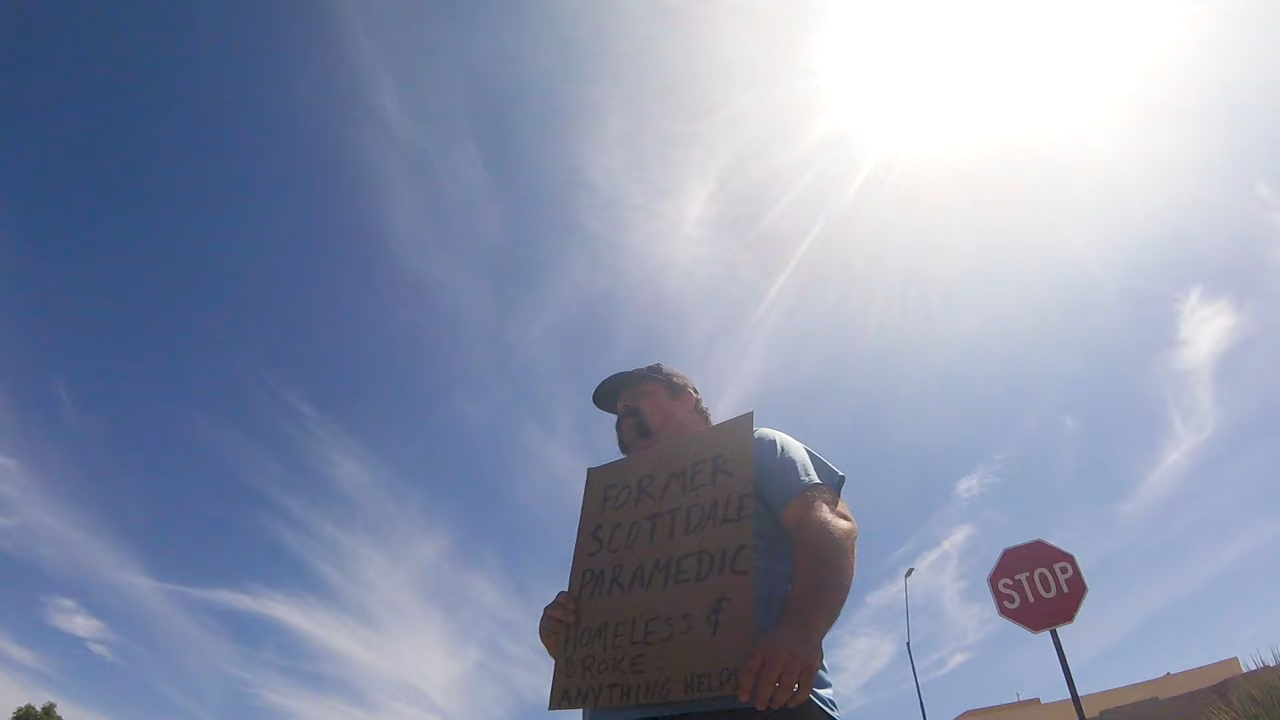 FORMER
SCOTTDALE
PARAMEDIC
HOMELESS &
BROKE
ANYTHING HELPS
STOP